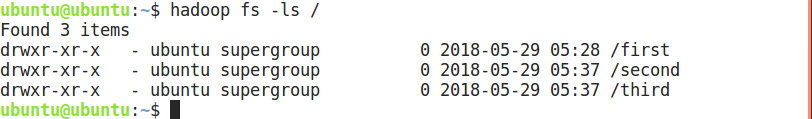 ubuntu@ubuntu:~$ hadoop fs -ls /
Found 3 items
drwxr-xr-x   - ubuntu supergroup          0 2018-05-29 05:28 /first
drwxr-xr-x   - ubuntu supergroup          0 2018-05-29 05:37 /second
drwxr-xr-x   - ubuntu supergroup          0 2018-05-29 05:37 /third
ubuntu@ubuntu:~$